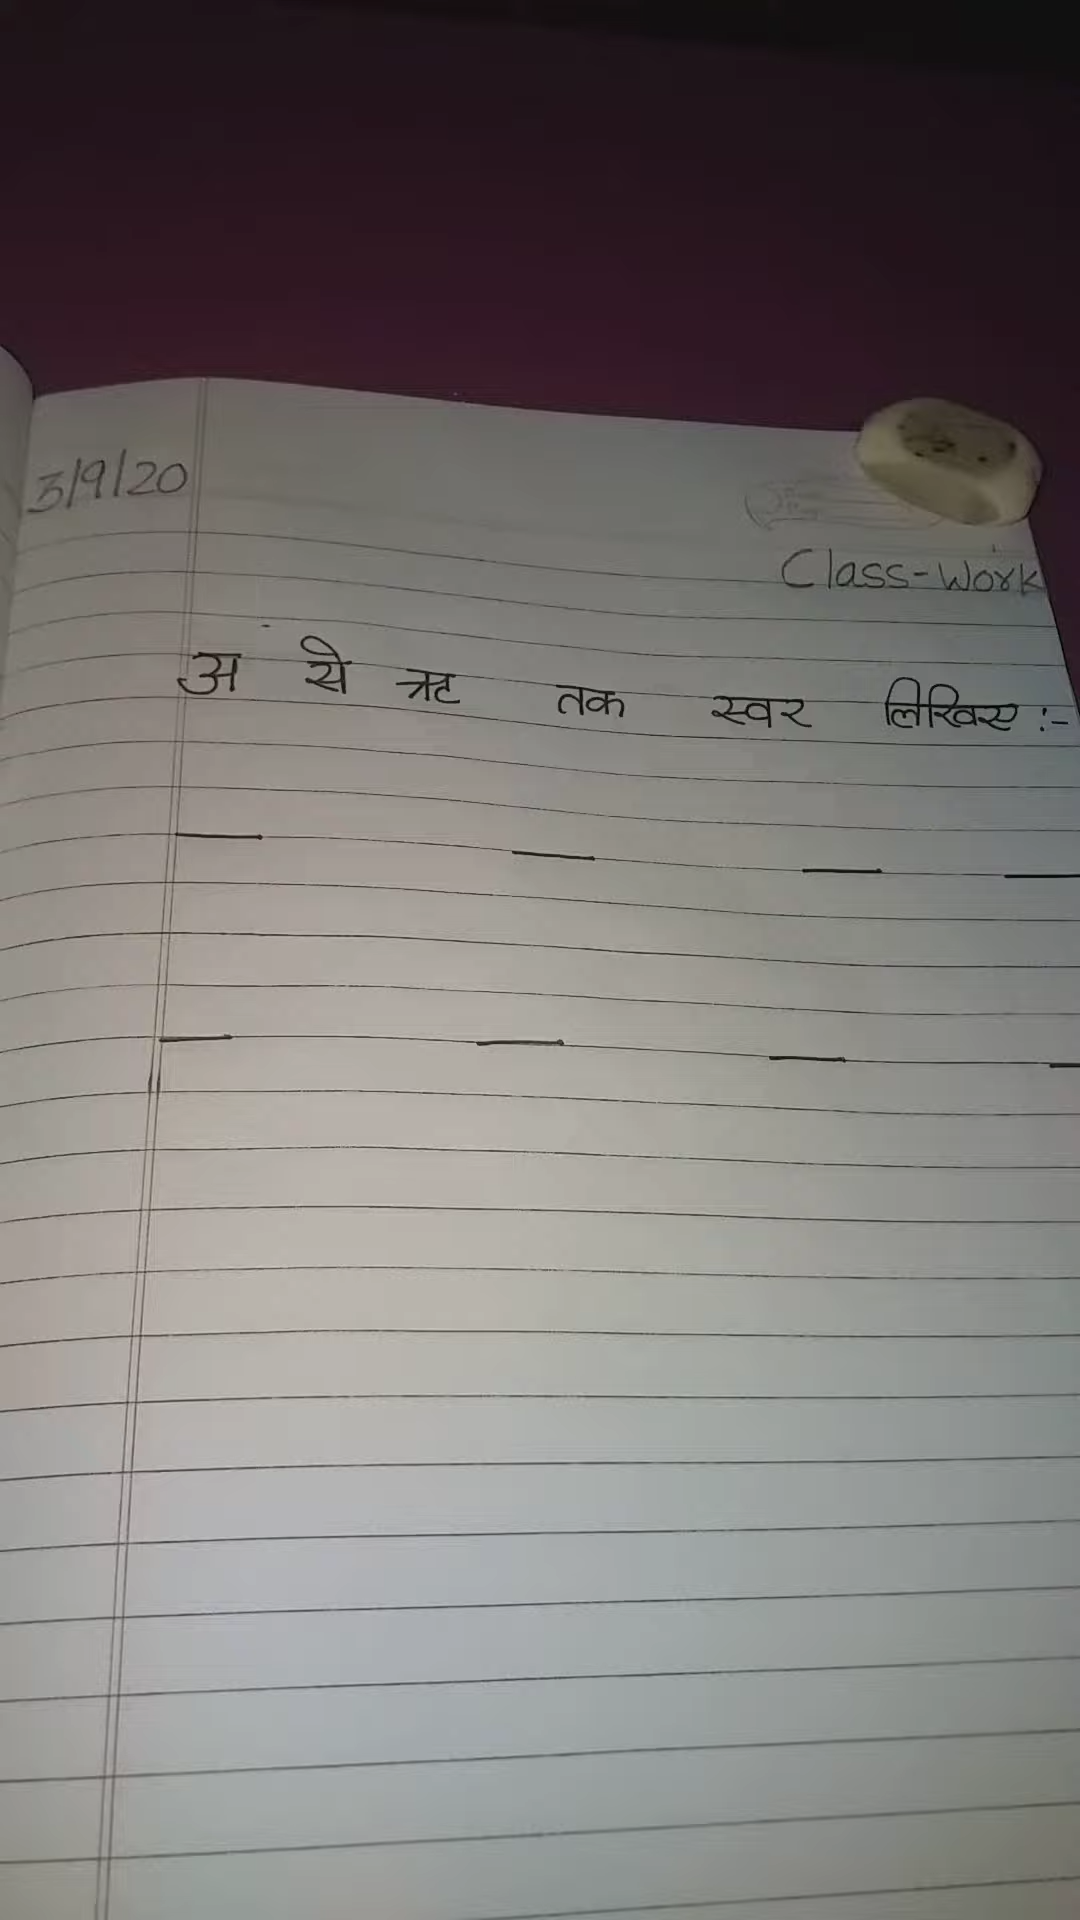 3/9/20
Class-Work
अ से ऋ तक स्वर लिखिए :-